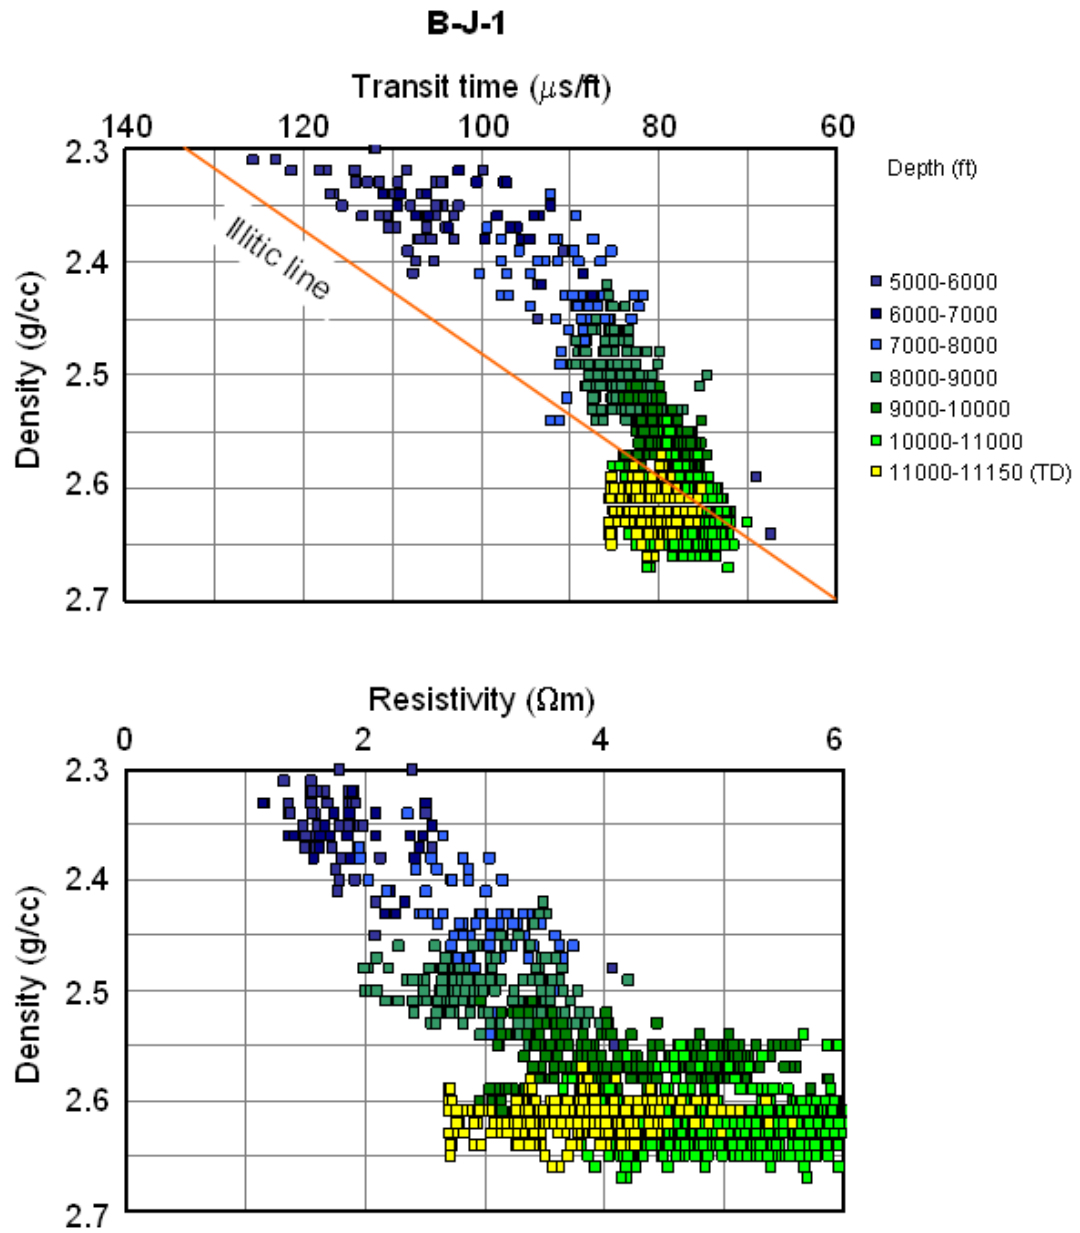 B-J-1
Transit time (μs/ft)
140 120 100 80 60
Depth (ft)
2.3
2.4
2.5
2.6
2.7
Density (g/cc)
Illitic line
5000-6000
6000-7000
7000-8000
8000-9000
9000-10000
10000-11000
11000-11150 (TD)
Resistivity (Ωm)
0 2 4 6
2.3
2.4
2.5
2.6
2.7
Density (g/cc)